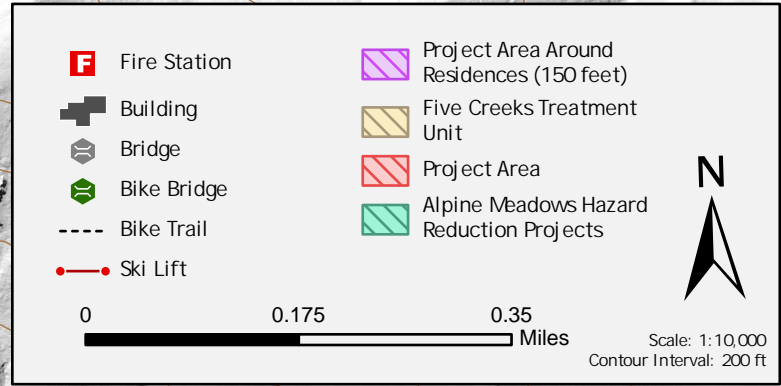 F
Fire Station
Building
Bridge
Bike Bridge
Bike Trail
Ski Lift
Project Area Around
Residences (150 feet)
Five Creeks Treatment
Unit
Project Area
Alpine Meadows Hazard
Reduction Projects
N
0 0.175 0.35
Miles
Scale: 1:10,000
Contour Interval: 200 ft